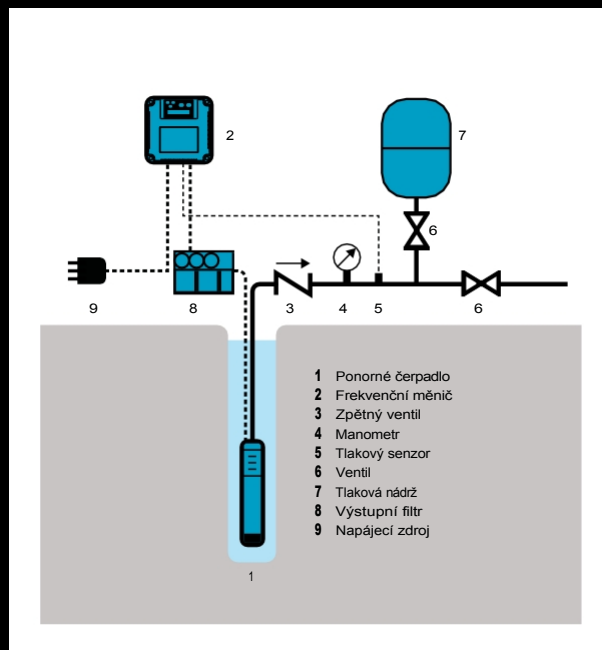 2
7
6
9
8
3
4
5
6
1 Ponorné čerpadlo
2 Frekvenční měnič
3 Zpětný ventil
4 Manometr
5 Tlakový senzor
6 Ventil
7 Tlaková nádrž
8 Výstupní filtr
9 Napájecí zdroj
1